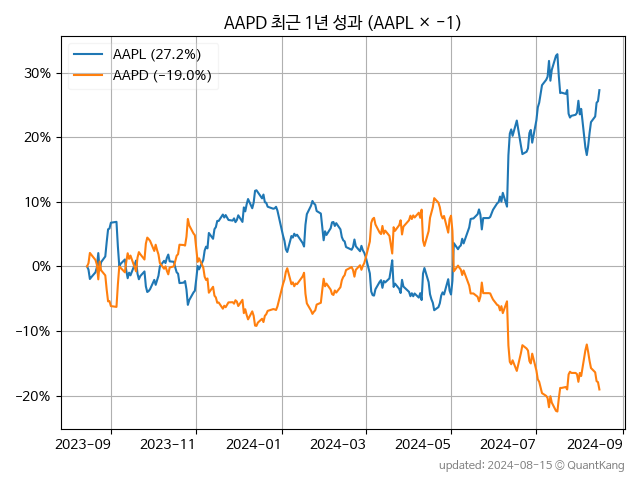 AAPD 최근 1년 성과 (AAPL × −1)
AAPL (27.2%)
AAPD (−19.0%)
30%
20%
10%
0%
−10%
−20%
2023-09 2023-11 2024-01 2024-03 2024-05 2024-07 2024-09
updated: 2024-08-15 © QuantKang